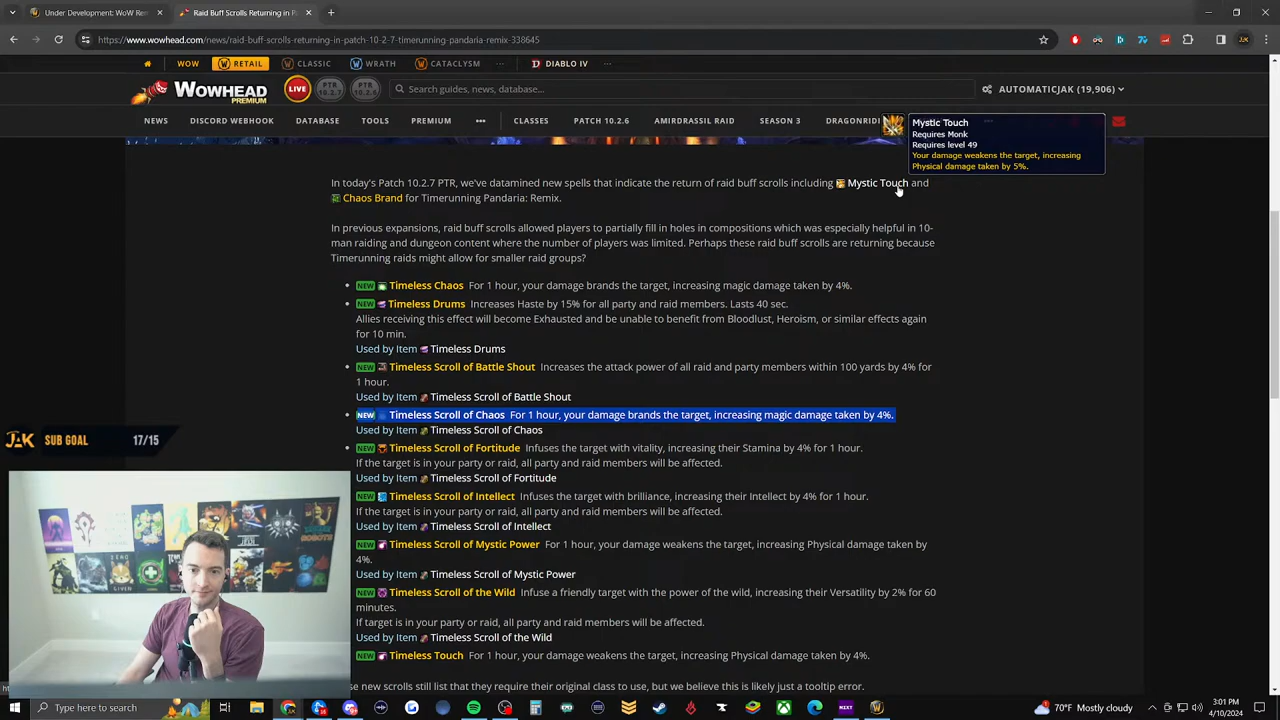 Under Development: WoW Rem
Raid Buff Scrolls Returning in Pa
https://www.wowhead.com/news/raid-buff-scrolls-returning-in-patch-10-2-7-timerunning-pandaria-remix-338645
WOW RETAIL CLASSIC WRATH CATACLYSM ... DIABLO IV ...
WOWHEAD PREMIUM LIVE PTR 10.2.7 PTR 10.2.6 Search guides, news, database... AUTOMATICJAK (19,906)
NEWS DISCORD WEBHOOK DATABASE TOOLS PREMIUM ••• CLASSES PATCH 10.2.6 AMIRDRASSIL RAID SEASON 3 DRAGONRIDI
Mystic Touch
Requires Monk
Requires level 49
Your damage weakens the target, increasing
Physical damage taken by 5%.
In today's Patch 10.2.7 PTR, we've datamined new spells that indicate the return of raid buff scrolls including Mystic Touch and
Chaos Brand for Timerunning Pandaria: Remix.
In previous expansions, raid buff scrolls allowed players to partially fill in holes in compositions which was especially helpful in 10-
man raiding and dungeon content where the number of players was limited. Perhaps these raid buff scrolls are returning because
Timerunning raids might allow for smaller raid groups?
• NEW Timeless Chaos For 1 hour, your damage brands the target, increasing magic damage taken by 4%.
• NEW Timeless Drums Increases Haste by 15% for all party and raid members. Lasts 40 sec.
Allies receiving this effect will become Exhausted and be unable to benefit from Bloodlust, Heroism, or similar effects again
for 10 min.
Used by Item Timeless Drums
• NEW Timeless Scroll of Battle Shout Increases the attack power of all raid and party members within 100 yards by 4% for
1 hour.
Used by Item Timeless Scroll of Battle Shout
• NEW Timeless Scroll of Chaos For 1 hour, your damage brands the target, increasing magic damage taken by 4%.
Used by Item Timeless Scroll of Chaos
• NEW Timeless Scroll of Fortitude Infuses the target with vitality, increasing their Stamina by 4% for 1 hour.
If the target is in your party or raid, all party and raid members will be affected.
Used by Item Timeless Scroll of Fortitude
NEW Timeless Scroll of Intellect Infuses the target with brilliance, increasing their Intellect by 4% for 1 hour.
If the target is in your party or raid, all party and raid members will be affected.
Used by Item Timeless Scroll of Intellect
NEW Timeless Scroll of Mystic Power For 1 hour, your damage weakens the target, increasing Physical damage taken by
4%.
Used by Item Timeless Scroll of Mystic Power
NEW Timeless Scroll of the Wild Infuse a friendly target with the power of the wild, increasing their Versatility by 2% for 60
minutes.
If target is in your party or raid, all party and raid members will be affected.
Used by Item Timeless Scroll of the Wild
NEW Timeless Touch For 1 hour, your damage weakens the target, increasing Physical damage taken by 4%.
se new scrolls still list that they require their original class to use, but we believe this is likely just a tooltip error.
JAK SUB GOAL 17/15
Type here to search
70°F Mostly cloudy
3:01 PM
4/10/2024